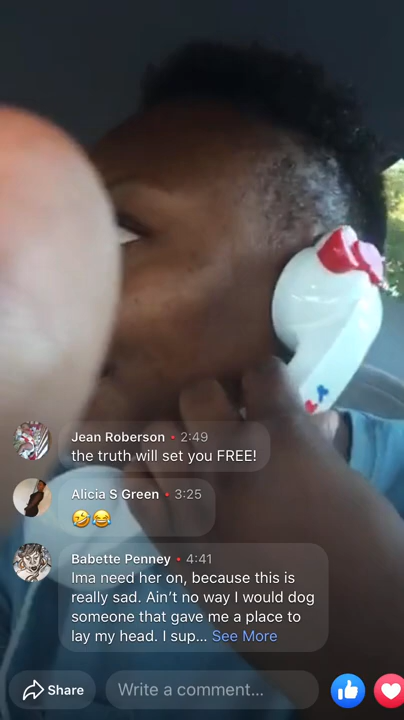 Jean Roberson • 2:49
the truth will set you FREE!
Alicia S Green • 3:25
🤣😂
Babette Penney • 4:41
Ima need her on, because this is
really sad. Ain't no way I would dog
someone that gave me a place to
lay my head. I sup... See More
Share
Write a comment...